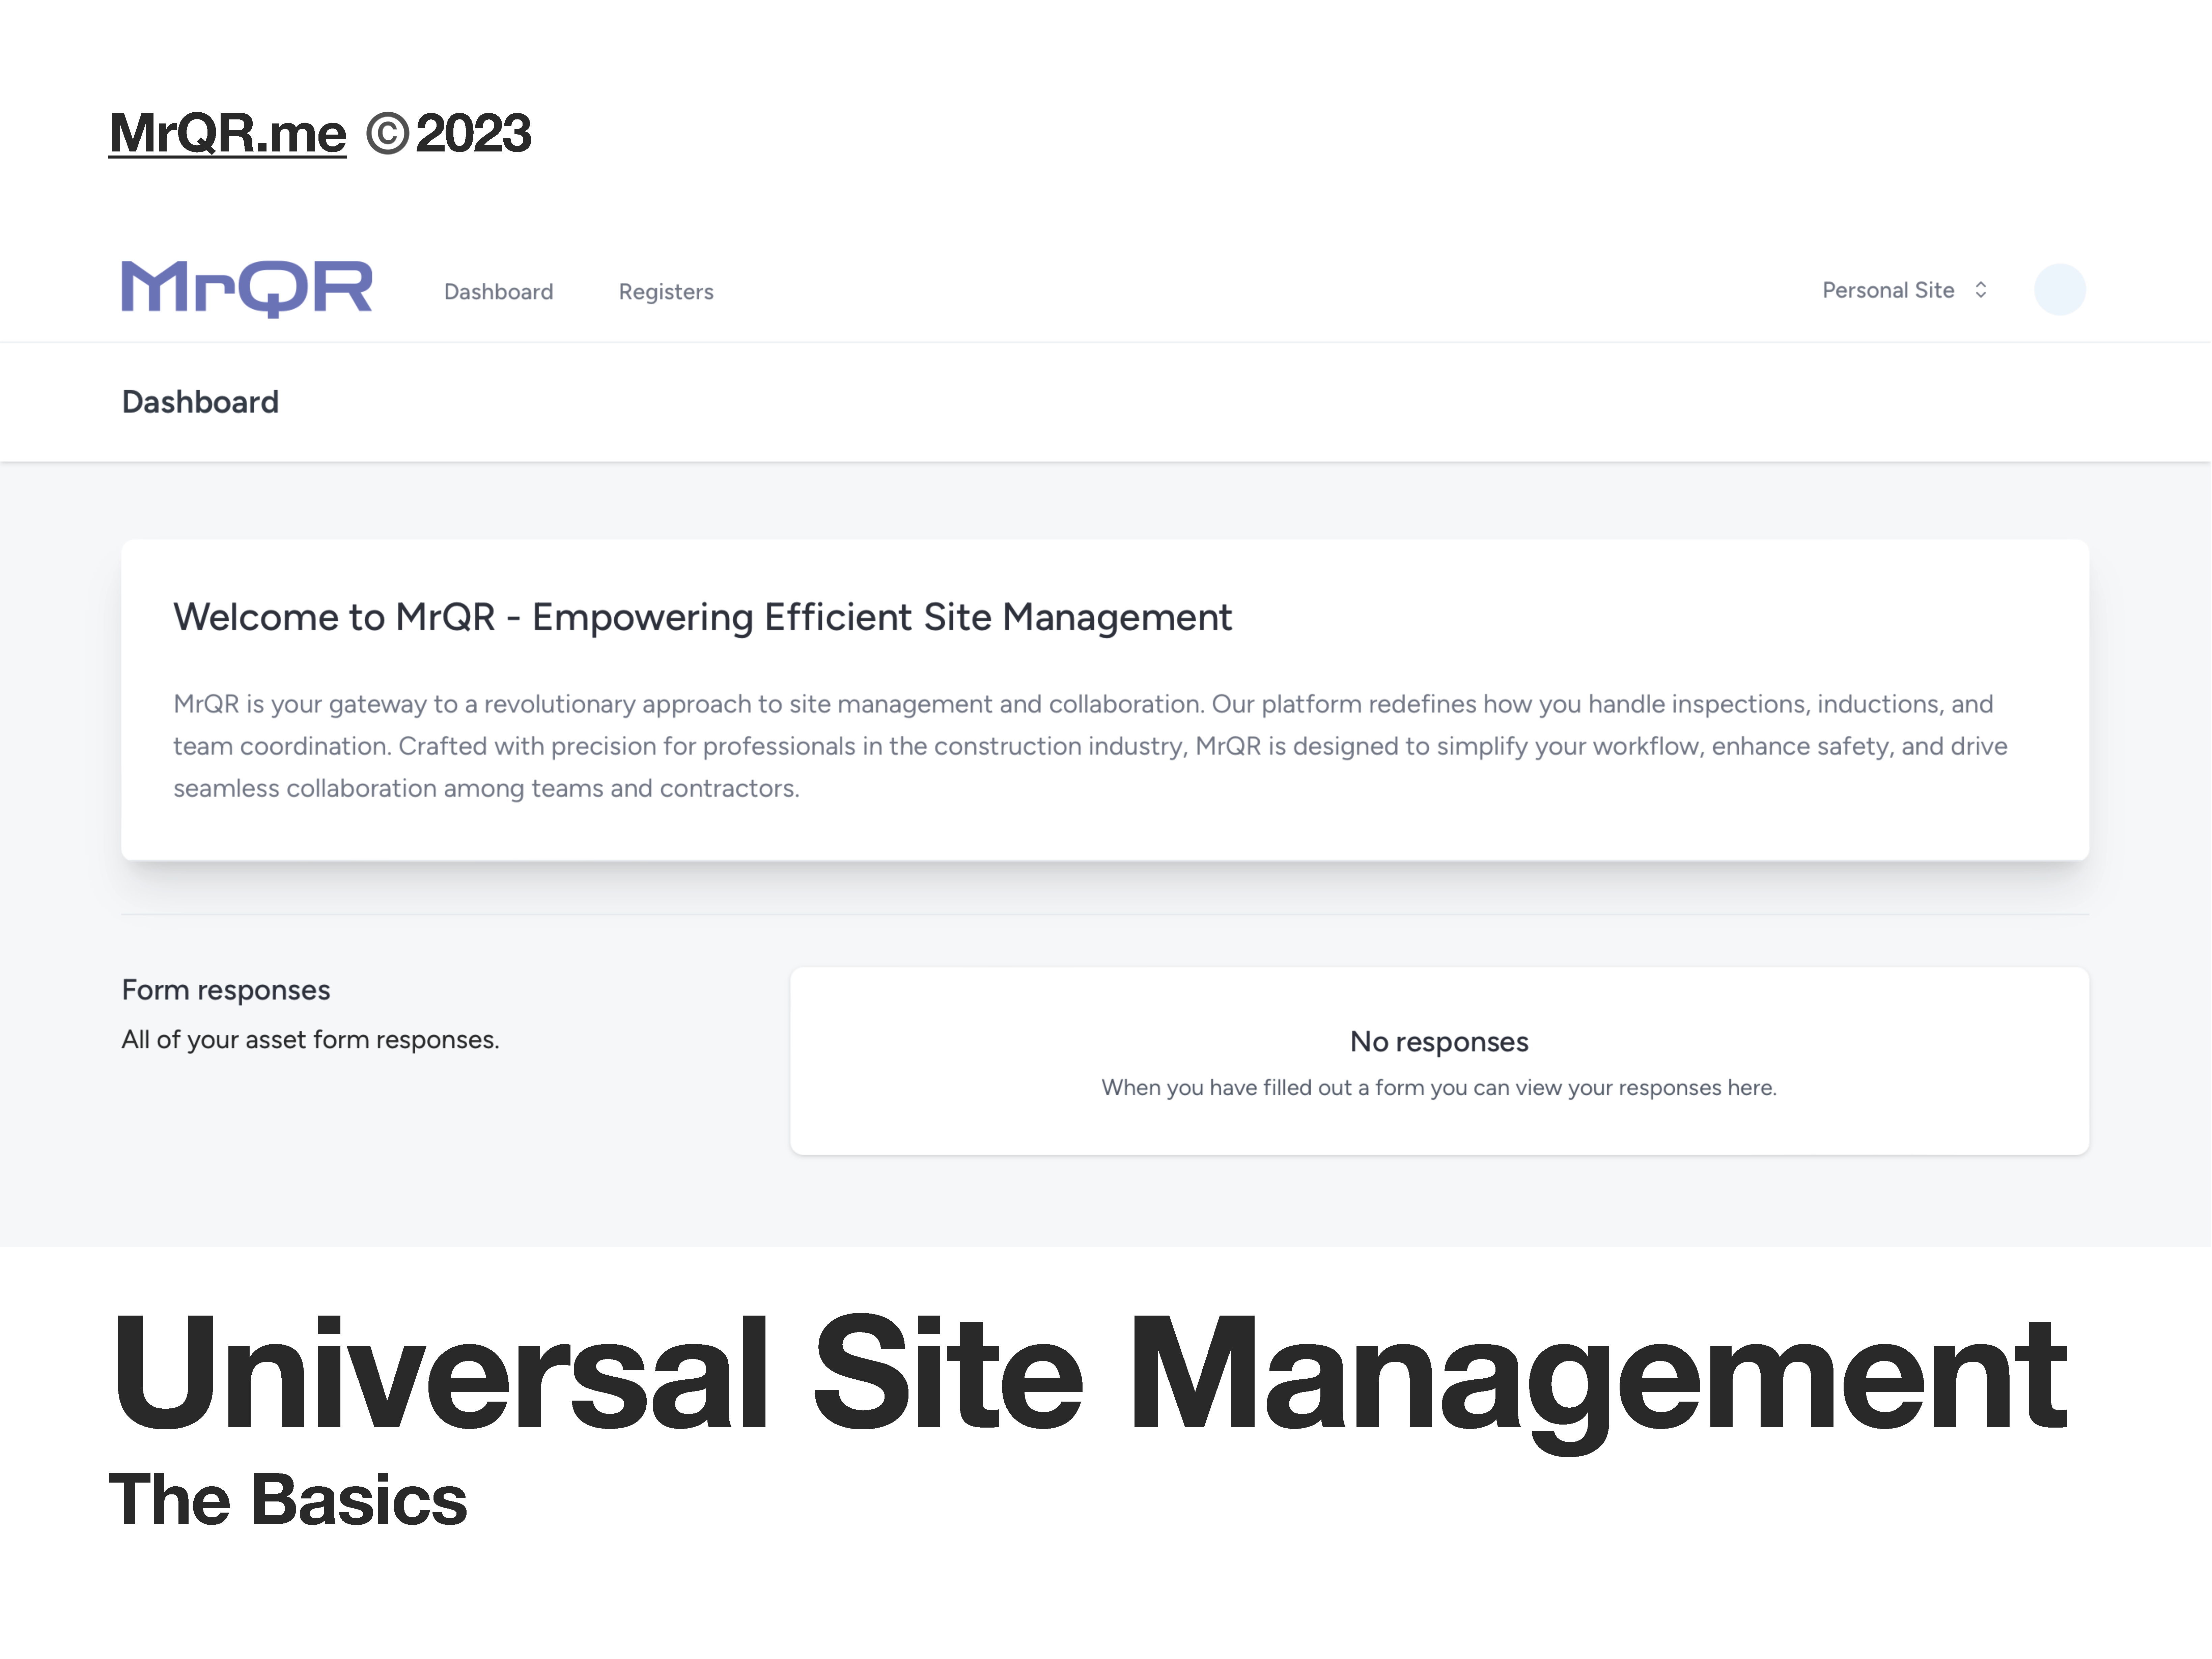 MrQR.me ©2023
MrQR Dashboard Registers Personal Site
Dashboard
Welcome to MrQR - Empowering Efficient Site Management
MrQR is your gateway to a revolutionary approach to site management and collaboration. Our platform redefines how you handle inspections, inductions, and
team coordination. Crafted with precision for professionals in the construction industry, MrQR is designed to simplify your workflow, enhance safety, and drive
seamless collaboration among teams and contractors.
Form responses
All of your asset form responses.
No responses
When you have filled out a form you can view your responses here.
Universal Site Management
The Basics